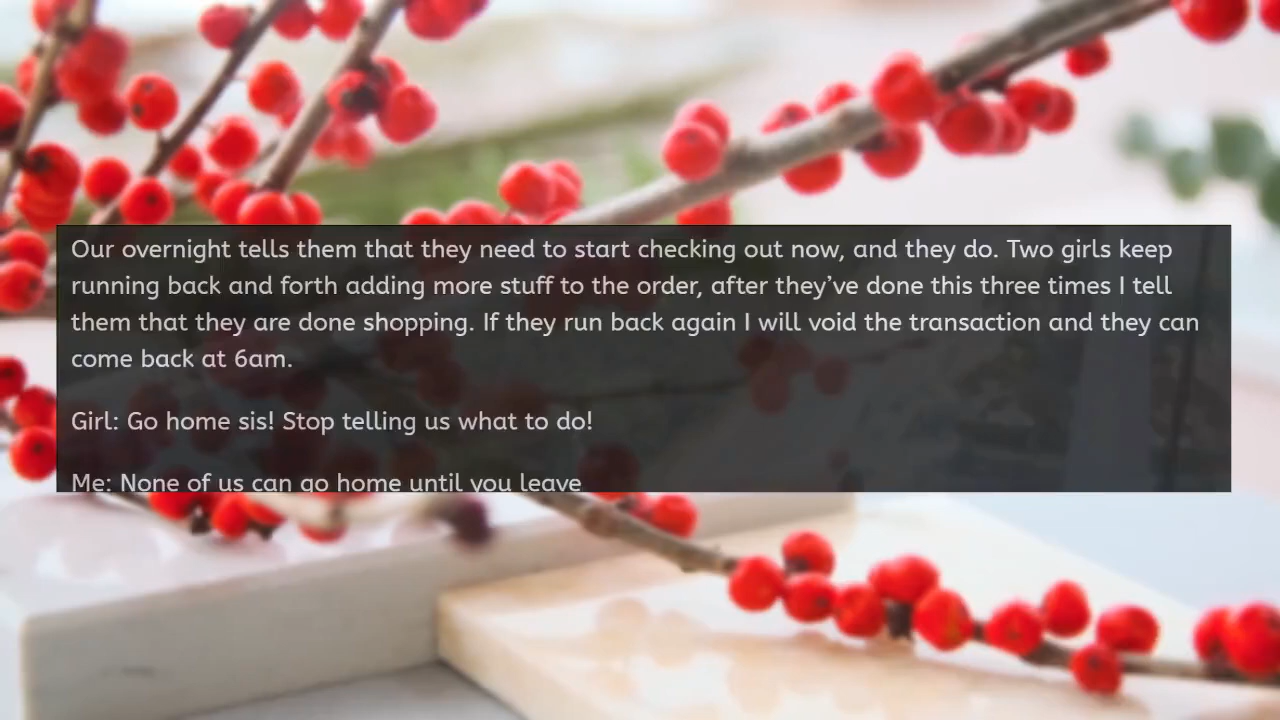 Our overnight tells them that they need to start checking out now, and they do. Two girls keep
running back and forth adding more stuff to the order, after they’ve done this three times I tell
them that they are done shopping. If they run back again I will void the transaction and they can
come back at 6am.
Girl: Go home sis! Stop telling us what to do!
Me: None of us can go home until you leave